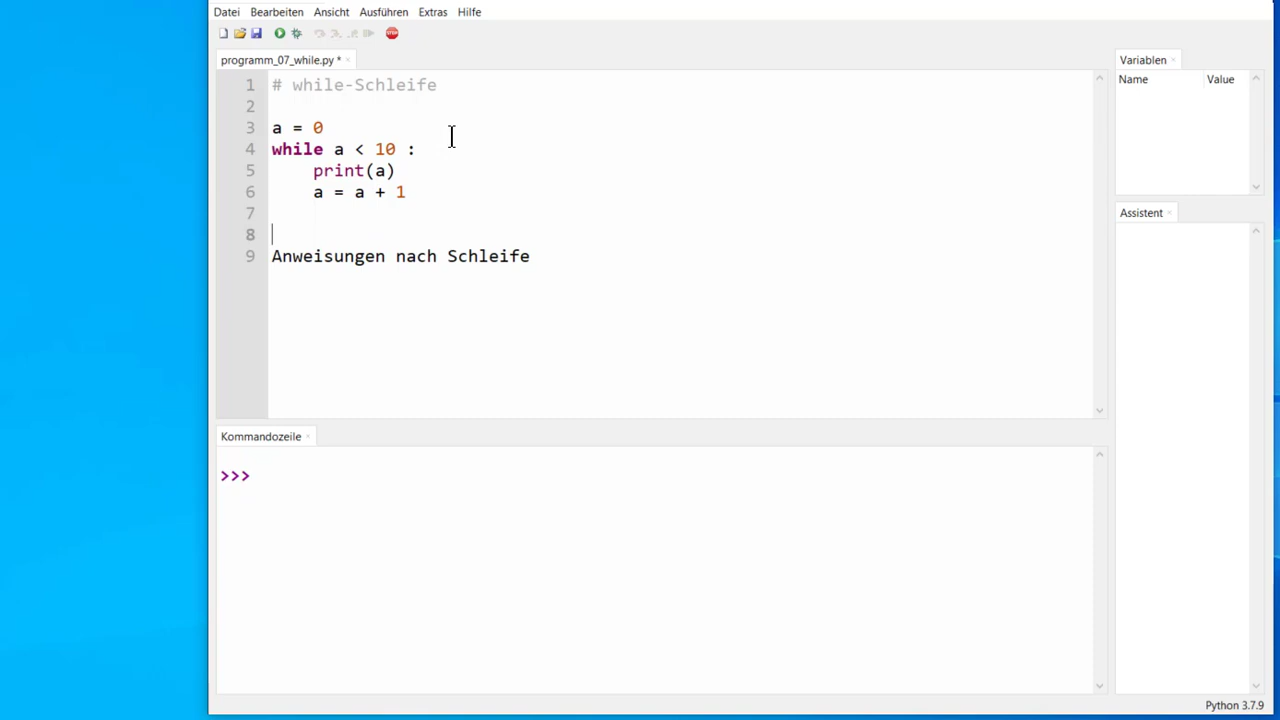 Datei Bearbeiten Ansicht Ausführen Extras Hilfe
STOP
programm_07_while.py * ×
1 # while-Schleife
2
3 a = 0
4 while a < 10 :
5     print(a)
6     a = a + 1
7
8
9 Anweisungen nach Schleife
Kommandozeile ×
>>>
Variablen ×
Name Value
Assistent ×
Python 3.7.9